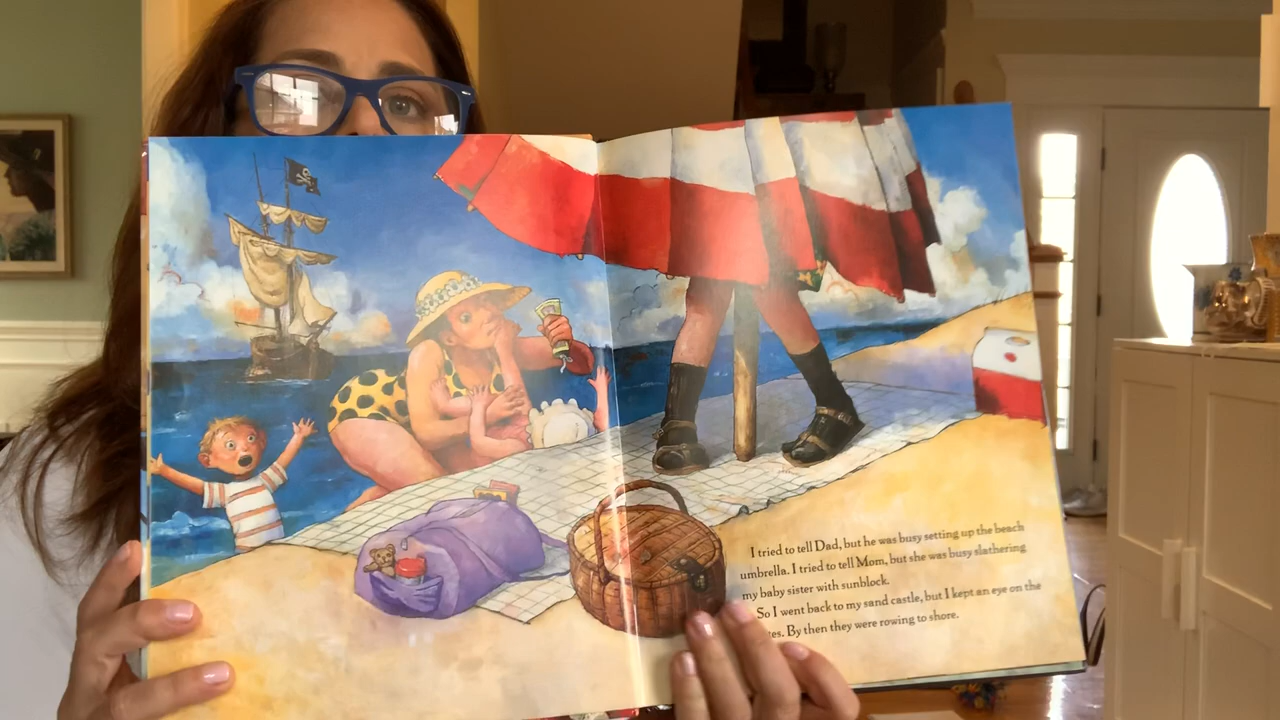 I tried to tell Dad, but he was busy setting up the beach
umbrella. I tried to tell Mom, but she was busy slathering
my baby sister with sunblock.
So I went back to my sand castle, but I kept an eye on the
By then they were rowing to shore.